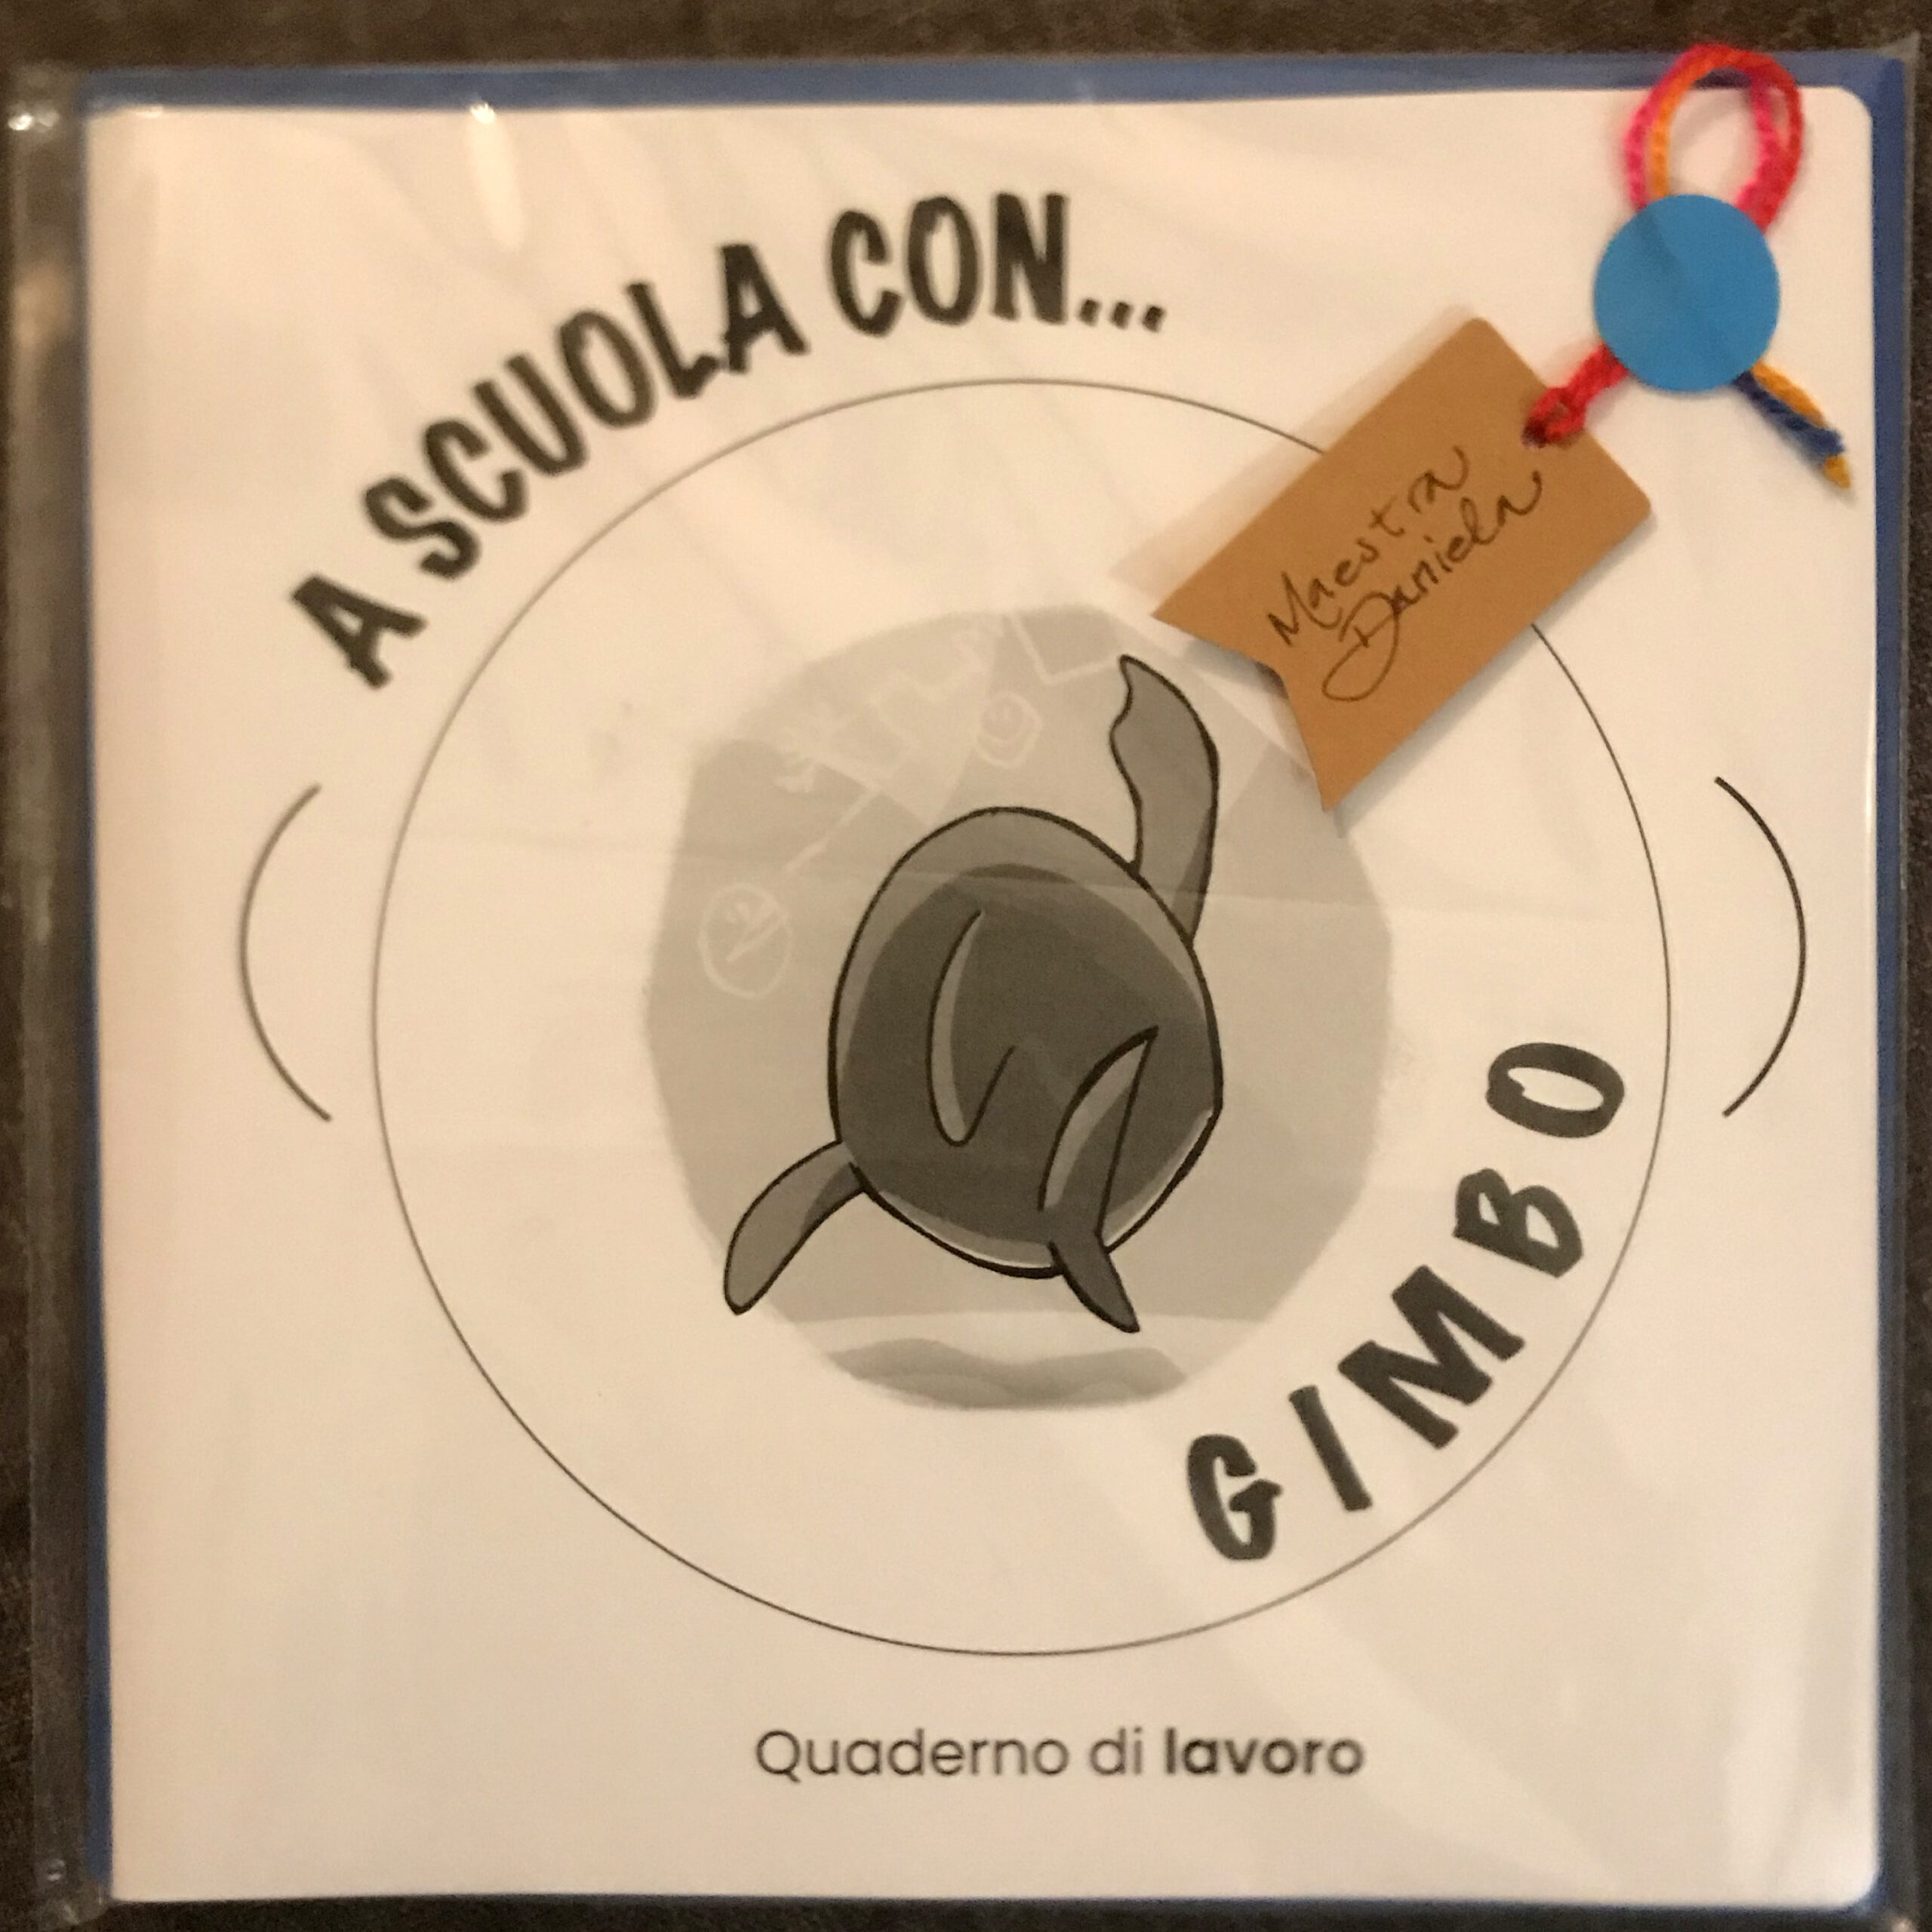 A SCUOLA CON...
Maestra
Daniela
GIMBO
Quaderno di lavoro